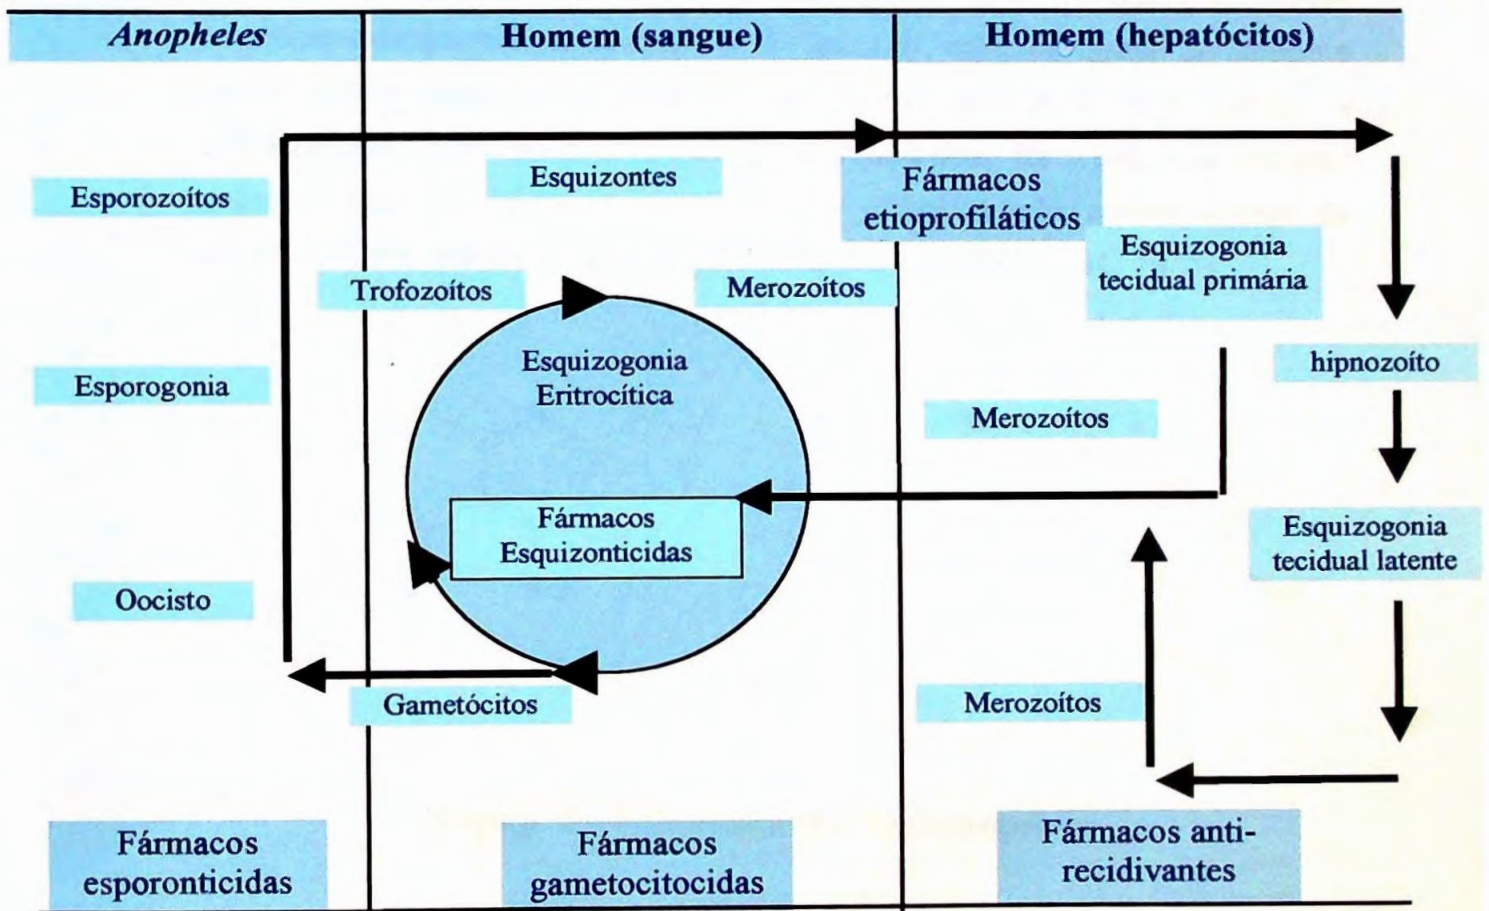 Anopheles
Homem (sangue)
Homem (hepatócitos)
Esporozoítos
Esquizontes
Fármacos
etioprofiláticos
Esquizogonia
tecidual primária
Trofozoítos
Merozoítos
Esquizogonia
Eritrocítica
Esporogonia
hipnozoíto
Merozoítos
Fármacos
Esquizonticidas
Esquizogonia
tecidual latente
Oocisto
Gametócitos
Merozoítos
Fármacos
esporonticidas
Fármacos
gametocitocidas
Fármacos anti-
recidivantes